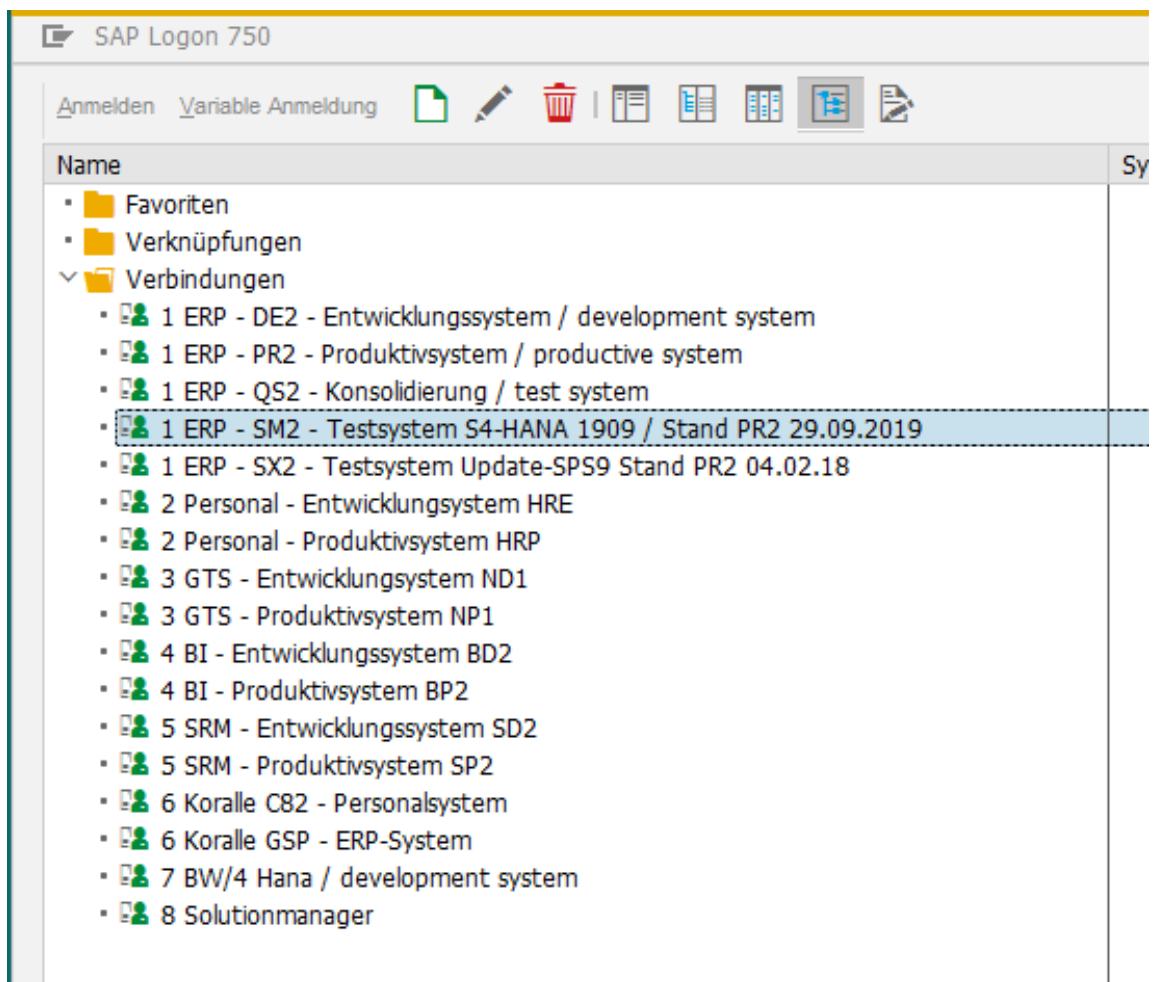 SAP Logon 750
Anmelden Variable Anmeldung
Name Sy
Favoriten
Verknüpfungen
Verbindungen
1 ERP - DE2 - Entwicklungssystem / development system
1 ERP - PR2 - Produktivsystem / productive system
1 ERP - QS2 - Konsolidierung / test system
1 ERP - SM2 - Testsystem S4-HANA 1909 / Stand PR2 29.09.2019
1 ERP - SX2 - Testsystem Update-SPS9 Stand PR2 04.02.18
2 Personal - Entwicklungsystem HRE
2 Personal - Produktivsystem HRP
3 GTS - Entwicklungsystem ND1
3 GTS - Produktivsystem NP1
4 BI - Entwicklungssystem BD2
4 BI - Produktivsystem BP2
5 SRM - Entwicklungssystem SD2
5 SRM - Produktivsystem SP2
6 Koralle C82 - Personalsystem
6 Koralle GSP - ERP-System
7 BW/4 Hana / development system
8 Solutionmanager